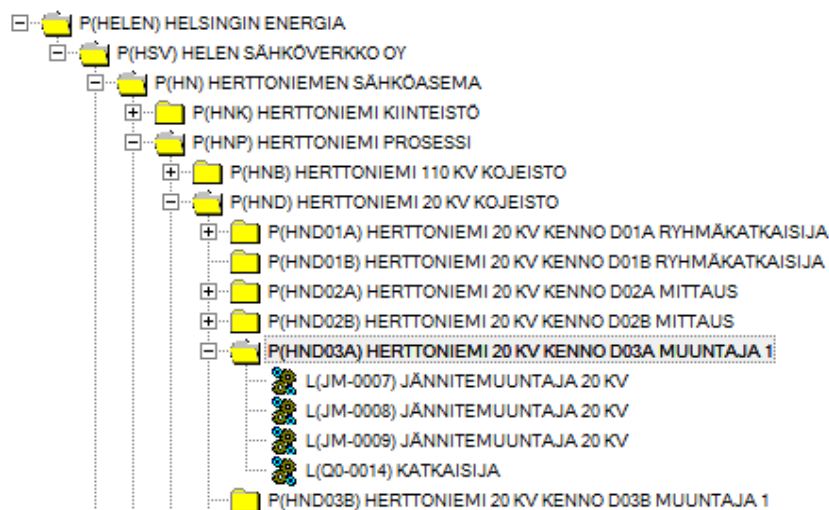 P(HELEN) HELSINGIN ENERGIA
P(HSV) HELEN SÄHKÖVERKKO OY
P(HN) HERTTONIEMEN SÄHKÖASEMA
P(HNK) HERTTONIEMI KIINTEISTÖ
P(HNP) HERTTONIEMI PROSESSI
P(HNB) HERTTONIEMI 110 KV KOJEISTO
P(HND) HERTTONIEMI 20 KV KOJEISTO
P(HND01A) HERTTONIEMI 20 KV KENNO D01A RYHMÄKATKAISIJA
P(HND01B) HERTTONIEMI 20 KV KENNO D01B RYHMÄKATKAISIJA
P(HND02A) HERTTONIEMI 20 KV KENNO D02A MITTAUS
P(HND02B) HERTTONIEMI 20 KV KENNO D02B MITTAUS
P(HND03A) HERTTONIEMI 20 KV KENNO D03A MUUNTAJA 1
L(JM-0007) JÄNNITEMUUNTAJA 20 KV
L(JM-0008) JÄNNITEMUUNTAJA 20 KV
L(JM-0009) JÄNNITEMUUNTAJA 20 KV
L(Q0-0014) KATKAISIJA
P(HND03B) HERTTONIEMI 20 KV KENNO D03B MUUNTAJA 1